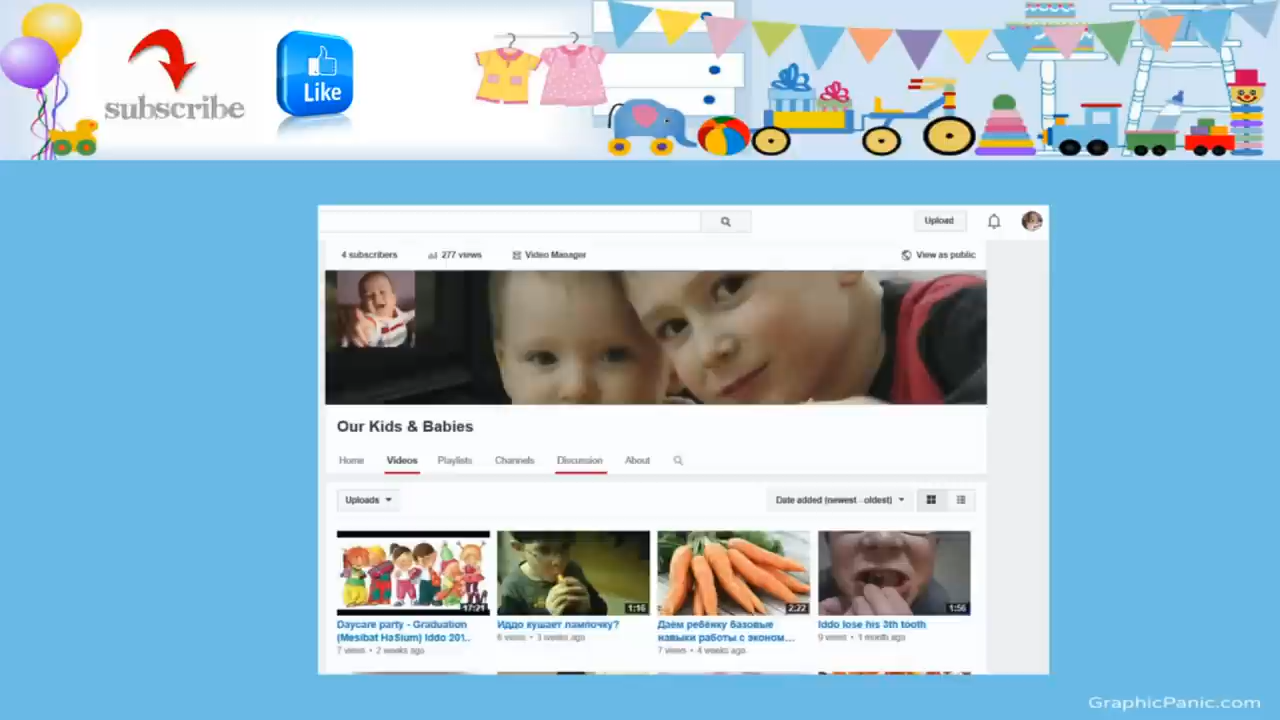 subscribe
Like
Upload
4 subscribers 277 views Video Manager View as public
Our Kids & Babies
Home Videos Playlists Channels Discussion About
Uploads Date added (newest - oldest)
17:21 1:16 2:22 1:56
Daycare party - Graduation
(Mesibat HaSium) Iddo 201...
7 views • 2 weeks ago
Иддо кушает лампочку?
6 views • 3 weeks ago
Даём ребёнку базовые
навыки работы с эконом...
7 views • 4 weeks ago
Iddo lose his 3th tooth
9 views • 1 month ago
GraphicPanic.com